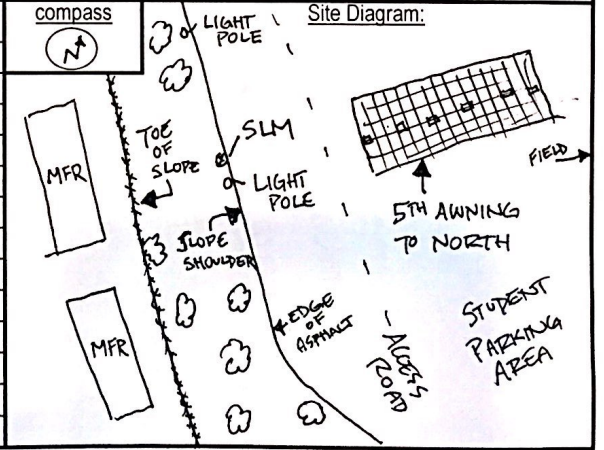 compass
N
Site Diagram:
LIGHT
POLE
SLM
TOE
OF
SLOPE
MFR
LIGHT
POLE
FIELD
5TH AWNING
TO NORTH
SLOPE
SHOULDER
EDGE
OF
ASPHALT
MFR
ACCESS
ROAD
STUDENT
PARKING
AREA